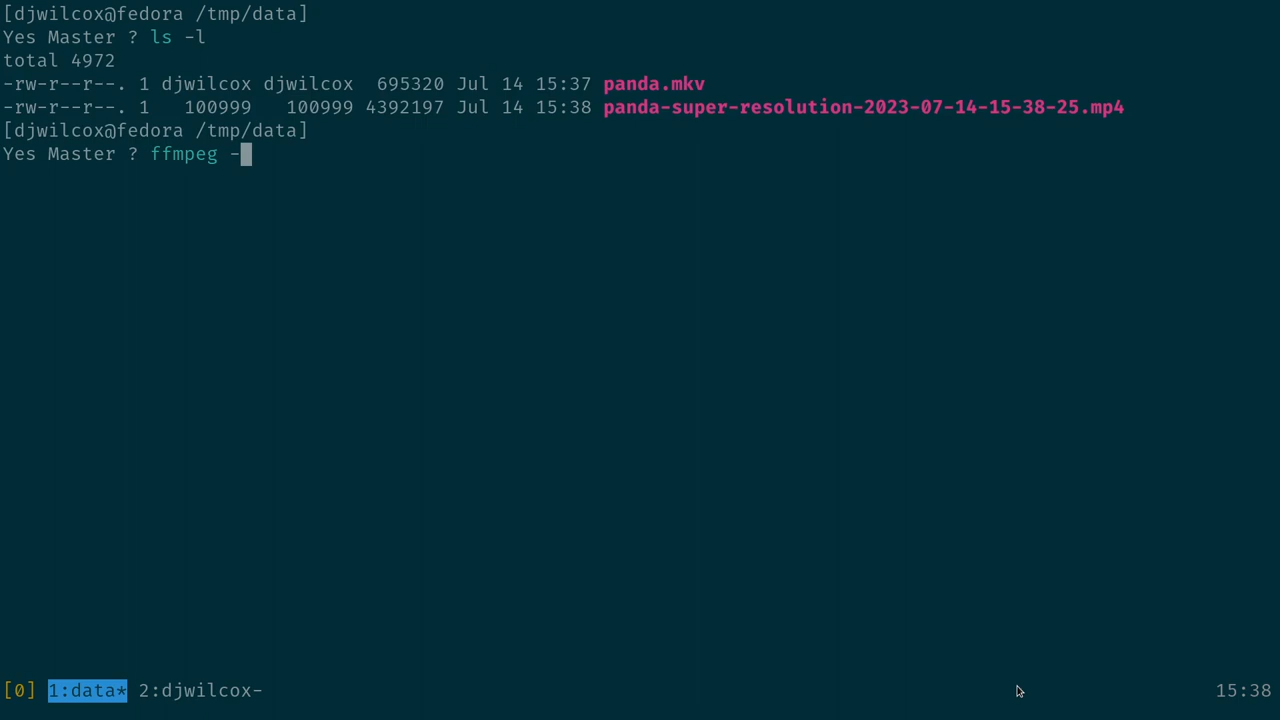 [djwilcox@fedora /tmp/data]
Yes Master ? ls -l
total 4972
-rw-r--r--. 1 djwilcox djwilcox  695320 Jul 14 15:37 panda.mkv
-rw-r--r--. 1   100999   100999 4392197 Jul 14 15:38 panda-super-resolution-2023-07-14-15-38-25.mp4
[djwilcox@fedora /tmp/data]
Yes Master ? ffmpeg -
[0] 1:data* 2:djwilcox- 15:38